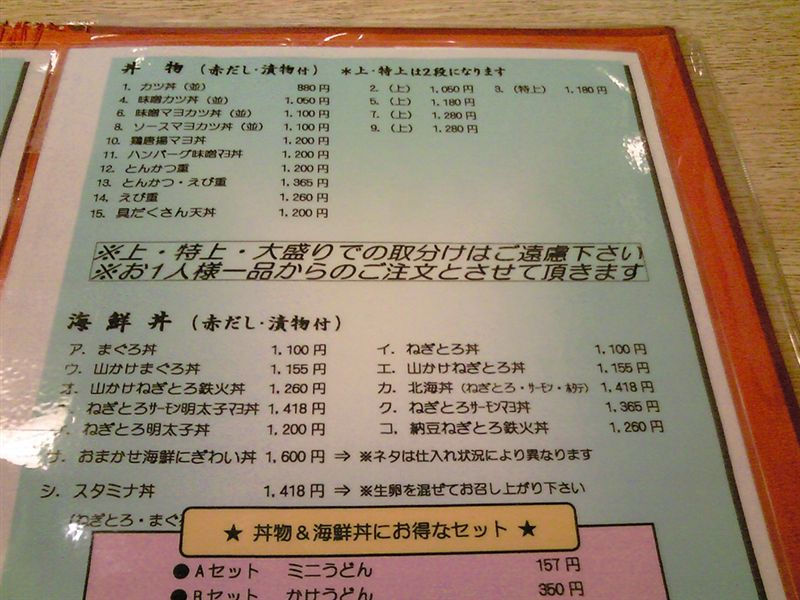 丼 物 (赤だし・漬物付) ＊上・特上は２段になります
1. カツ丼（並） 880円 2.（上） 1.050円 3.（特上） 1.180円
4. 味噌カツ丼（並） 1.050円 5.（上） 1.180円
6. 味噌マヨカツ丼（並） 1.100円 7.（上） 1.280円
8. ソースマヨカツ丼（並） 1.100円 9.（上） 1.280円
10. 鶏唐揚マヨ丼 1.200円
11. ハンバーグ味噌マヨ丼 1.200円
12. とんかつ重 1.200円
13. とんかつ・えび重 1.365円
14. えび重 1.260円
15. 具だくさん天丼 1.200円
※上・特上・大盛りでの取分けはご遠慮下さい
※お1人様一品からのご注文とさせて頂きます
海 鮮 丼 (赤だし・漬物付)
ア．まぐろ丼 1.100円 イ．ねぎとろ丼 1.100円
ウ．山かけまぐろ丼 1.155円 エ．山かけねぎとろ丼 1.155円
オ．山かけねぎとろ鉄火丼 1.260円 カ．北海丼（ねぎとろ・サーモン・ホタテ） 1.418円
ねぎとろサーモン明太子マヨ丼 1.418円 ク．ねぎとろサーモンマヨ丼 1.365円
ねぎとろ明太子丼 1.200円 コ．納豆ねぎとろ鉄火丼 1.260円
サ．おまかせ海鮮にぎわい丼 1,600円 ⇒ ※ネタは仕入れ状況により異なります
シ．スタミナ丼 1,418円 ⇒ ※生卵を混ぜてお召し上がり下さい
（ねぎとろ・まぐろ
★ 丼物＆海鮮丼にお得なセット ★
●Aセット ミニうどん 157円
●Bセット かけうどん 350円